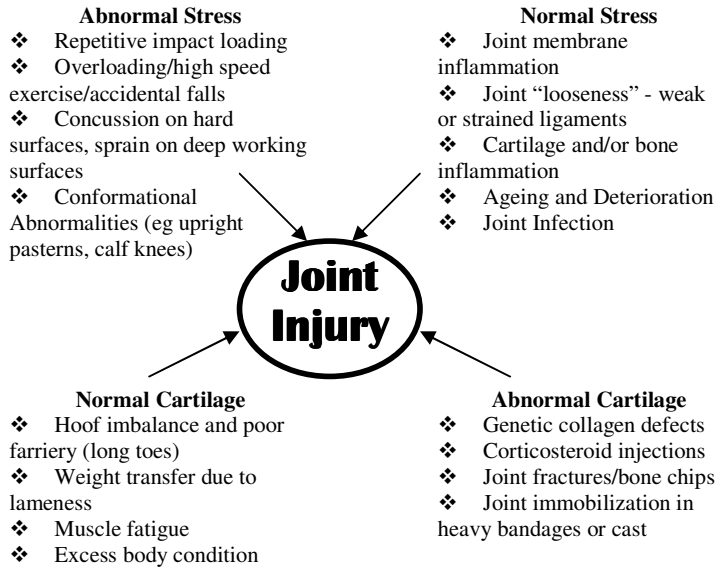 Abnormal Stress
❖ Repetitive impact loading
❖ Overloading/high speed
exercise/accidental falls
❖ Concussion on hard
surfaces, sprain on deep working
surfaces
❖ Conformational
Abnormalities (eg upright
pasterns, calf knees)
Normal Stress
❖ Joint membrane
inflammation
❖ Joint “looseness” - weak
or strained ligaments
❖ Cartilage and/or bone
inflammation
❖ Ageing and Deterioration
❖ Joint Infection
Joint
Injury
Normal Cartilage
❖ Hoof imbalance and poor
farriery (long toes)
❖ Weight transfer due to
lameness
❖ Muscle fatigue
❖ Excess body condition
Abnormal Cartilage
❖ Genetic collagen defects
❖ Corticosteroid injections
❖ Joint fractures/bone chips
❖ Joint immobilization in
heavy bandages or cast